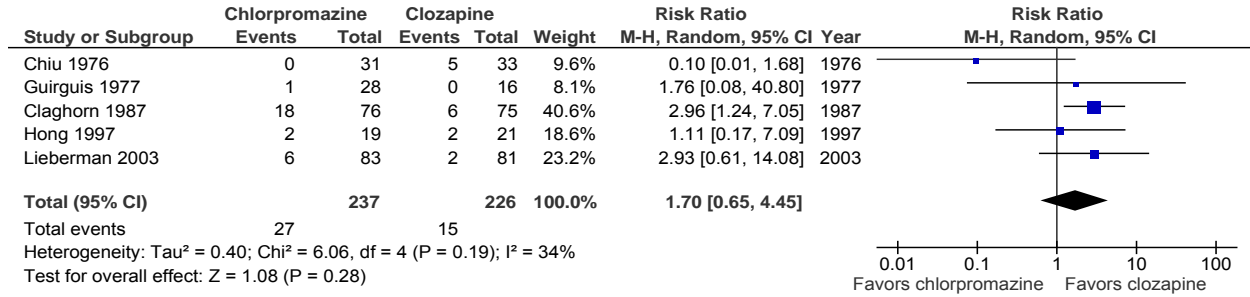 Chlorpromazine Clozapine Risk Ratio Risk Ratio
Study or Subgroup Events Total Events Total Weight M-H, Random, 95% CI Year M-H, Random, 95% CI
Chiu 1976 0 31 5 33 9.6% 0.10 [0.01, 1.68] 1976
Guirguis 1977 1 28 0 16 8.1% 1.76 [0.08, 40.80] 1977
Claghorn 1987 18 76 6 75 40.6% 2.96 [1.24, 7.05] 1987
Hong 1997 2 19 2 21 18.6% 1.11 [0.17, 7.09] 1997
Lieberman 2003 6 83 2 81 23.2% 2.93 [0.61, 14.08] 2003
Total (95% CI) 237 226 100.0% 1.70 [0.65, 4.45]
Total events 27 15
Heterogeneity: Tau² = 0.40; Chi² = 6.06, df = 4 (P = 0.19); I² = 34%
Test for overall effect: Z = 1.08 (P = 0.28)
0.01 0.1 1 10 100
Favors chlorpromazine Favors clozapine